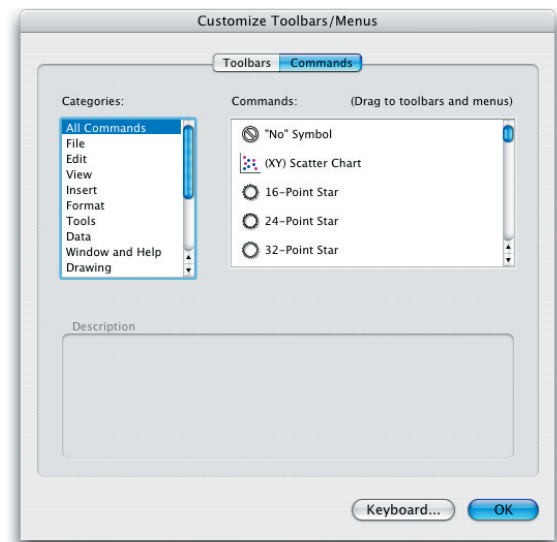 Customize Toolbars/Menus
Toolbars
Commands
Categories:
All Commands
File
Edit
View
Insert
Format
Tools
Data
Window and Help
Drawing
Commands:
(Drag to toolbars and menus)
"No" Symbol
(XY) Scatter Chart
16-Point Star
24-Point Star
32-Point Star
Description
Keyboard...
OK